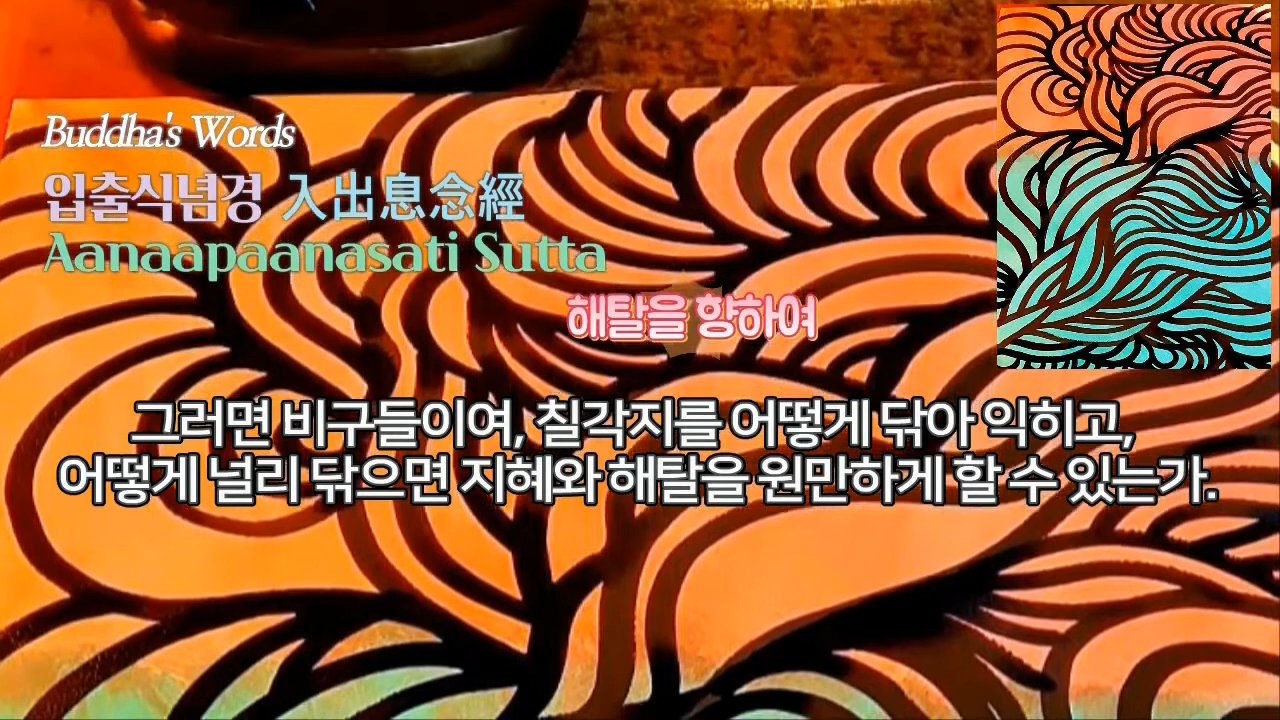 Buddha's Words
입출식념경 入出息念經
Aanaapaanasati Sutta
해탈을 향하여
그러면 비구들이여, 칠각지를 어떻게 닦아 익히고,
어떻게 널리 닦으면 지혜와 해탈을 원만하게 할 수 있는가.